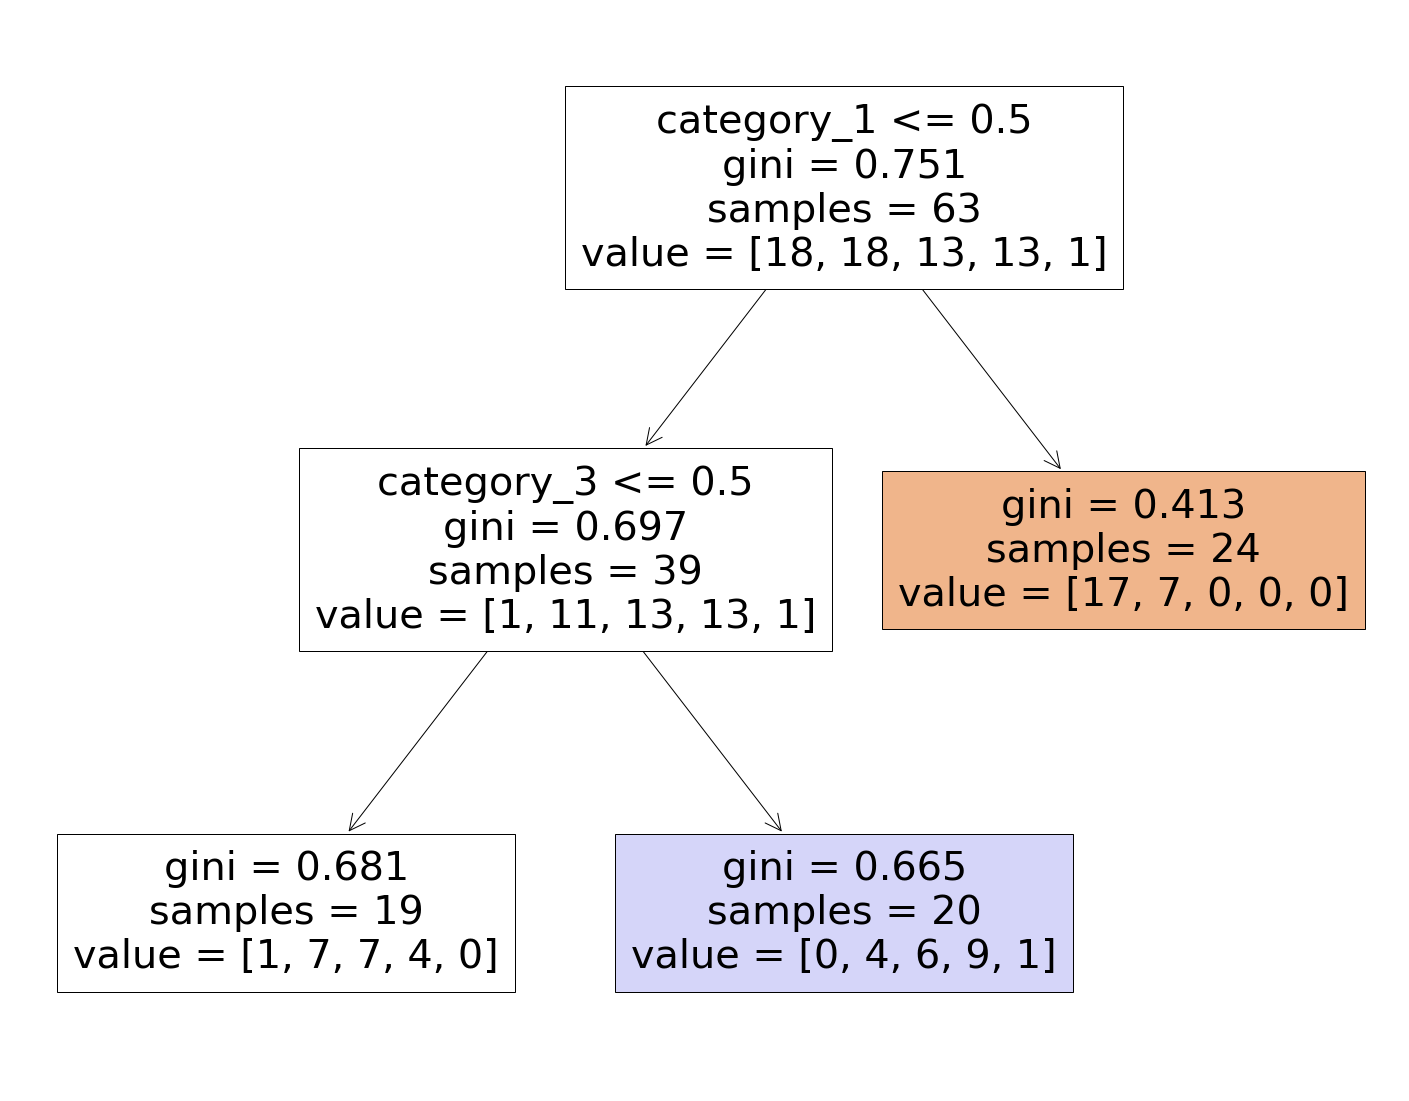 category_1 <= 0.5
gini = 0.751
samples = 63
value = [18, 18, 13, 13, 1]
category_3 <= 0.5
gini = 0.697
samples = 39
value = [1, 11, 13, 13, 1]
gini = 0.413
samples = 24
value = [17, 7, 0, 0, 0]
gini = 0.681
samples = 19
value = [1, 7, 7, 4, 0]
gini = 0.665
samples = 20
value = [0, 4, 6, 9, 1]